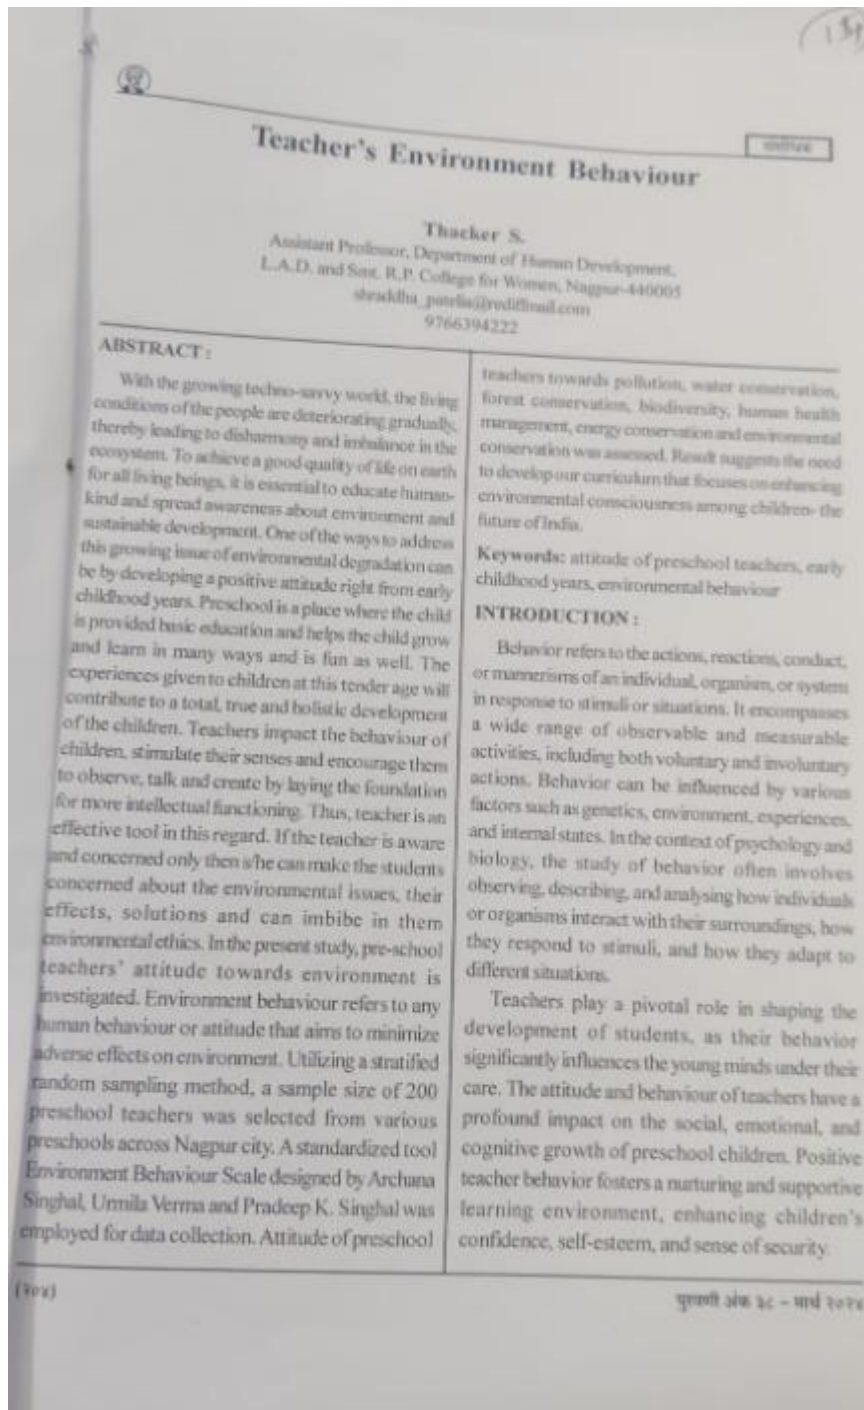 Teacher's Environment Behaviour
Thacker S.
Assistant Professor, Department of Human Development,
L.A.D. and Smt. R.P. College for Women, Nagpur-440005
9766394222
ABSTRACT :
With the growing techno-savvy world, the living
conditions of the people are deteriorating gradually,
thereby leading to disharmony and imbalance in the
ecosystem. To achieve a good quality of life on earth
for all living beings, it is essential to educate human-
kind and spread awareness about environment and
sustainable development. One of the ways to address
this growing issue of environmental degradation can
be by developing a positive attitude right from early
childhood years. Preschool is a place where the child
is provided basic education and helps the child grow
and learn in many ways and is fun as well. The
experiences given to children at this tender age will
contribute to a total, true and holistic development
of the children. Teachers impact the behaviour of
children, stimulate their senses and encourage them
to observe, talk and create by laying the foundation
for more intellectual functioning. Thus, teacher is an
effective tool in this regard. If the teacher is aware
and concerned only then s/he can make the students
concerned about the environmental issues, their
effects, solutions and can imbibe in them
environmental ethics. In the present study, pre-school
teachers' attitude towards environment is
investigated. Environment behaviour refers to any
human behaviour or attitude that aims to minimize
adverse effects on environment. Utilizing a stratified
random sampling method, a sample size of 200
preschool teachers was selected from various
preschools across Nagpur city. A standardized tool
Environment Behaviour Scale designed by Archana
Singhal, Urmila Verma and Pradeep K. Singhal was
employed for data collection. Attitude of preschool
teachers towards pollution, water conservation,
forest conservation, biodiversity, human health
management, energy conservation and environmental
conservation was assessed. Result suggests the need
to develop our curriculum that focuses on enhancing
environmental consciousness among children- the
future of India.
Keywords: attitude of preschool teachers, early
childhood years, environmental behaviour
INTRODUCTION :
Behavior refers to the actions, reactions, conduct,
or mannerisms of an individual, organism, or system
in response to stimuli or situations. It encompasses
a wide range of observable and measurable
activities, including both voluntary and involuntary
actions. Behavior can be influenced by various
factors such as genetics, environment, experiences,
and internal states. In the context of psychology and
biology, the study of behavior often involves
observing, describing, and analysing how individuals
or organisms interact with their surroundings, how
they respond to stimuli, and how they adapt to
different situations.
Teachers play a pivotal role in shaping the
development of students, as their behavior
significantly influences the young minds under their
care. The attitude and behaviour of teachers have a
profound impact on the social, emotional, and
cognitive growth of preschool children. Positive
teacher behavior fosters a nurturing and supportive
learning environment, enhancing children's
confidence, self-esteem, and sense of security.
(२०४)
पुरवणी अंक ३८ – मार्च २०२४